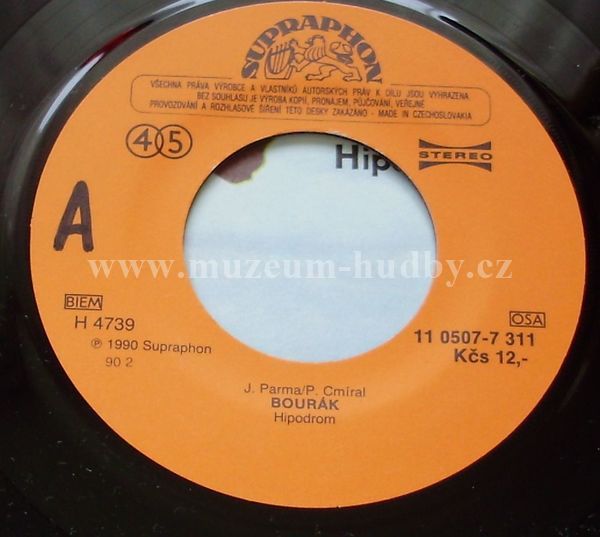 SUPRAPHON
VŠECHNA PRÁVA VÝROBCE A VLASTNÍKŮ AUTORSKÝCH PRÁV K DÍLU JSOU VYHRAZENA
BEZ SOUHLASU JE VÝROBA KOPIÍ, PRONÁJEM, PŮJČOVÁNÍ, VEŘEJNÉ
PROVOZOVÁNÍ A ROZHLASOVÉ ŠÍŘENÍ TÉTO DESKY ZAKÁZÁNO - MADE IN CZECHOSLOVAKIA
45
STEREO
A
www.muzeum-hudby.cz
BIEM
H 4739
℗ 1990 Supraphon
90 2
OSA
11 0507-7 311
Kčs 12,-
J. Parma/P. Cmíral
BOURÁK
Hipodrom